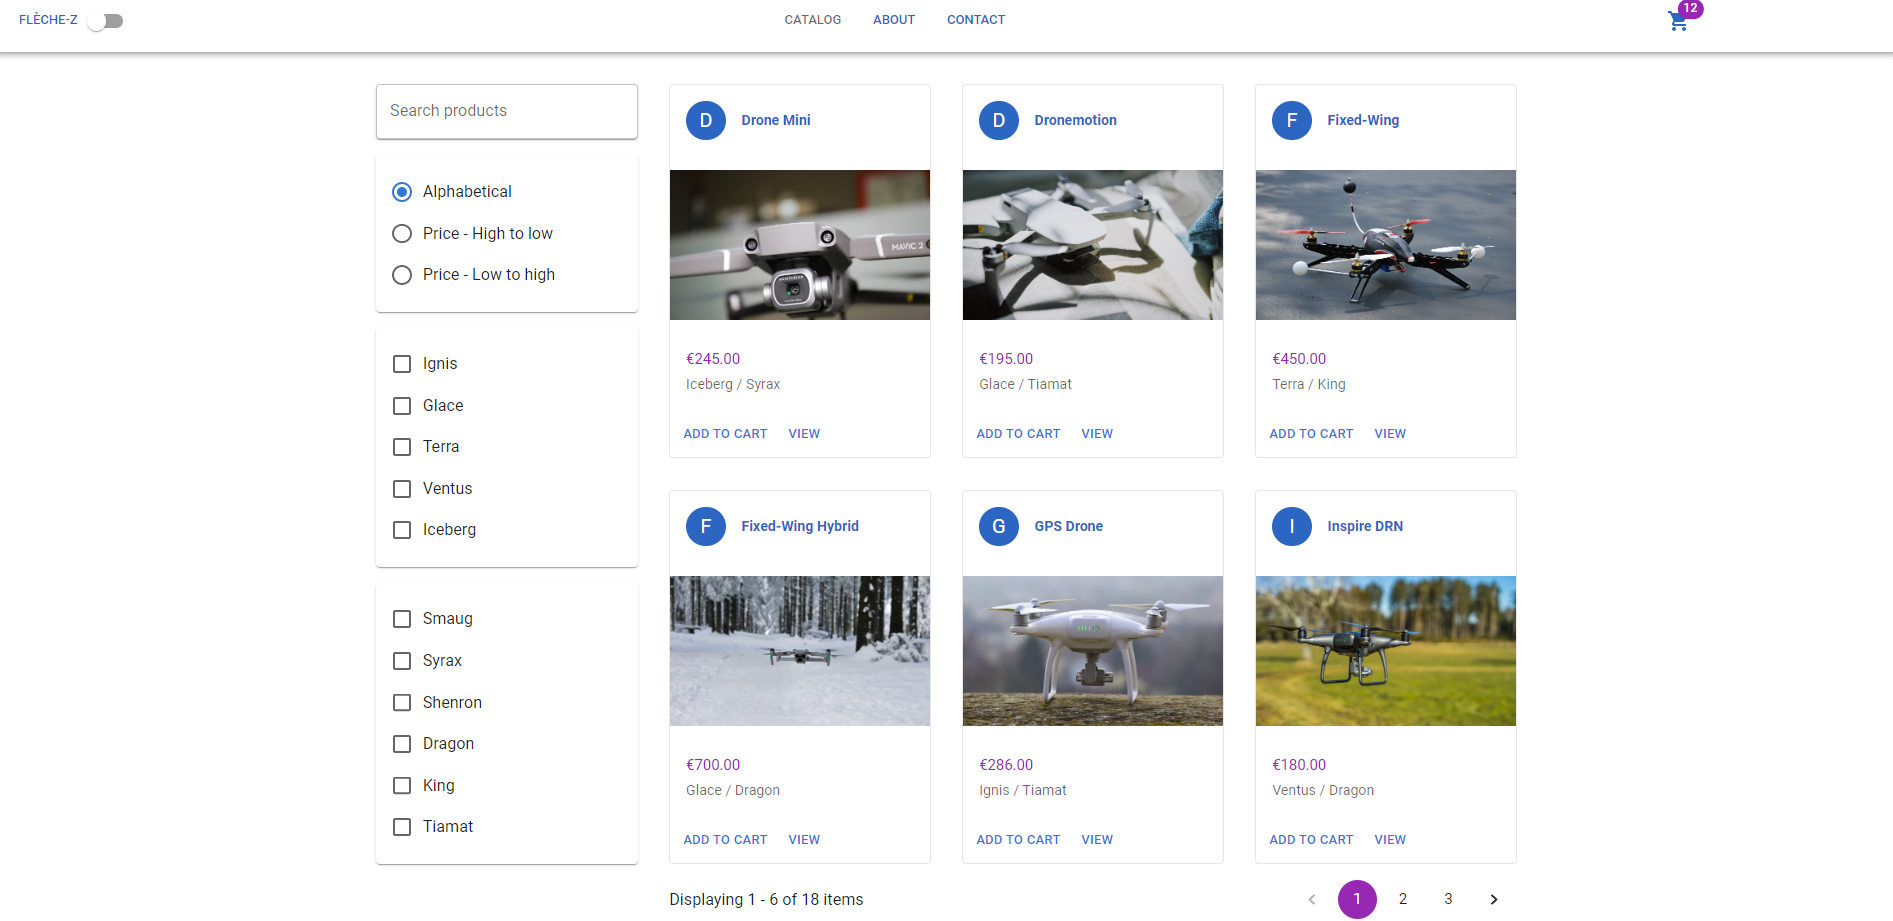 FLÈCHE-Z
CATALOG ABOUT CONTACT
12
Search products
Alphabetical
Price - High to low
Price - Low to high
Ignis
Glace
Terra
Ventus
Iceberg
Smaug
Syrax
Shenron
Dragon
King
Tiamat
D Drone Mini
MAVIC 2
€245.00
Iceberg / Syrax
ADD TO CART VIEW
D Dronemotion
€195.00
Glace / Tiamat
ADD TO CART VIEW
F Fixed-Wing
€450.00
Terra / King
ADD TO CART VIEW
F Fixed-Wing Hybrid
€700.00
Glace / Dragon
ADD TO CART VIEW
G GPS Drone
€286.00
Ignis / Tiamat
ADD TO CART VIEW
I Inspire DRN
€180.00
Ventus / Dragon
ADD TO CART VIEW
Displaying 1 - 6 of 18 items
1 2 3